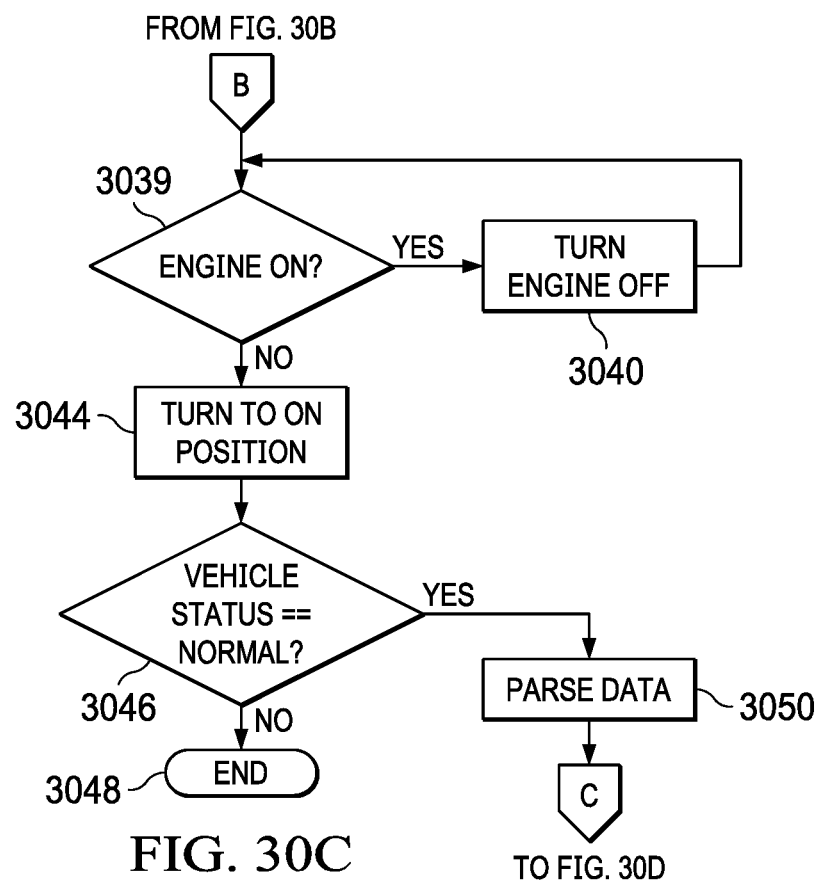 FROM FIG. 30B
B
3039
ENGINE ON?
YES
TURN
ENGINE OFF
3040
NO
3044
TURN TO ON
POSITION
VEHICLE
STATUS ==
NORMAL?
YES
3046
NO
PARSE DATA
3050
3048
END
C
FIG. 30C
TO FIG. 30D